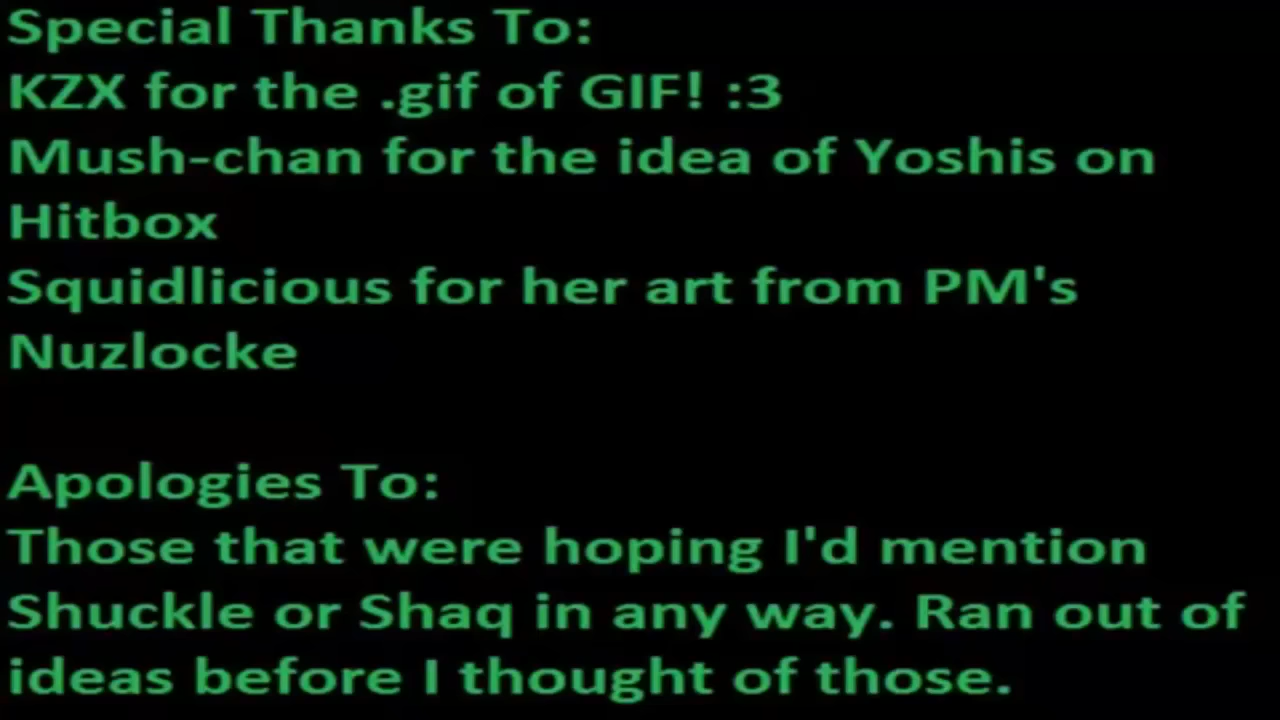 Special Thanks To:
KZX for the .gif of GIF! :3
Mush-chan for the idea of Yoshis on
Hitbox
Squidlicious for her art from PM's
Nuzlocke
Apologies To:
Those that were hoping I'd mention
Shuckle or Shaq in any way. Ran out of
ideas before I thought of those.